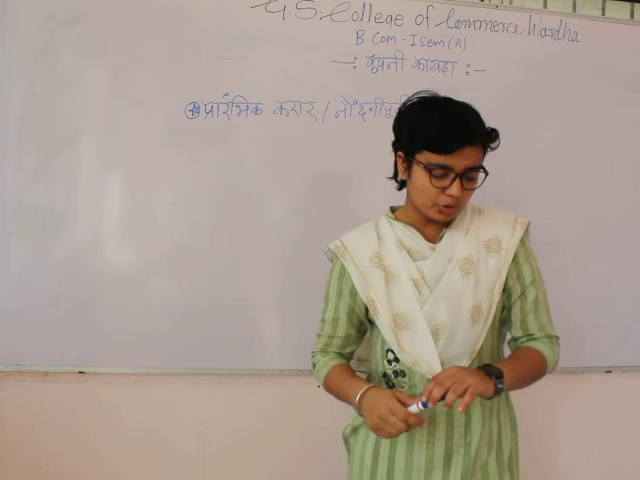 G.S. College of Commerce, Wardha
B.Com - I Sem (A)
—: कंपनी कायदा :—
* प्रारंभिक करार / नोंदणीपूर्व